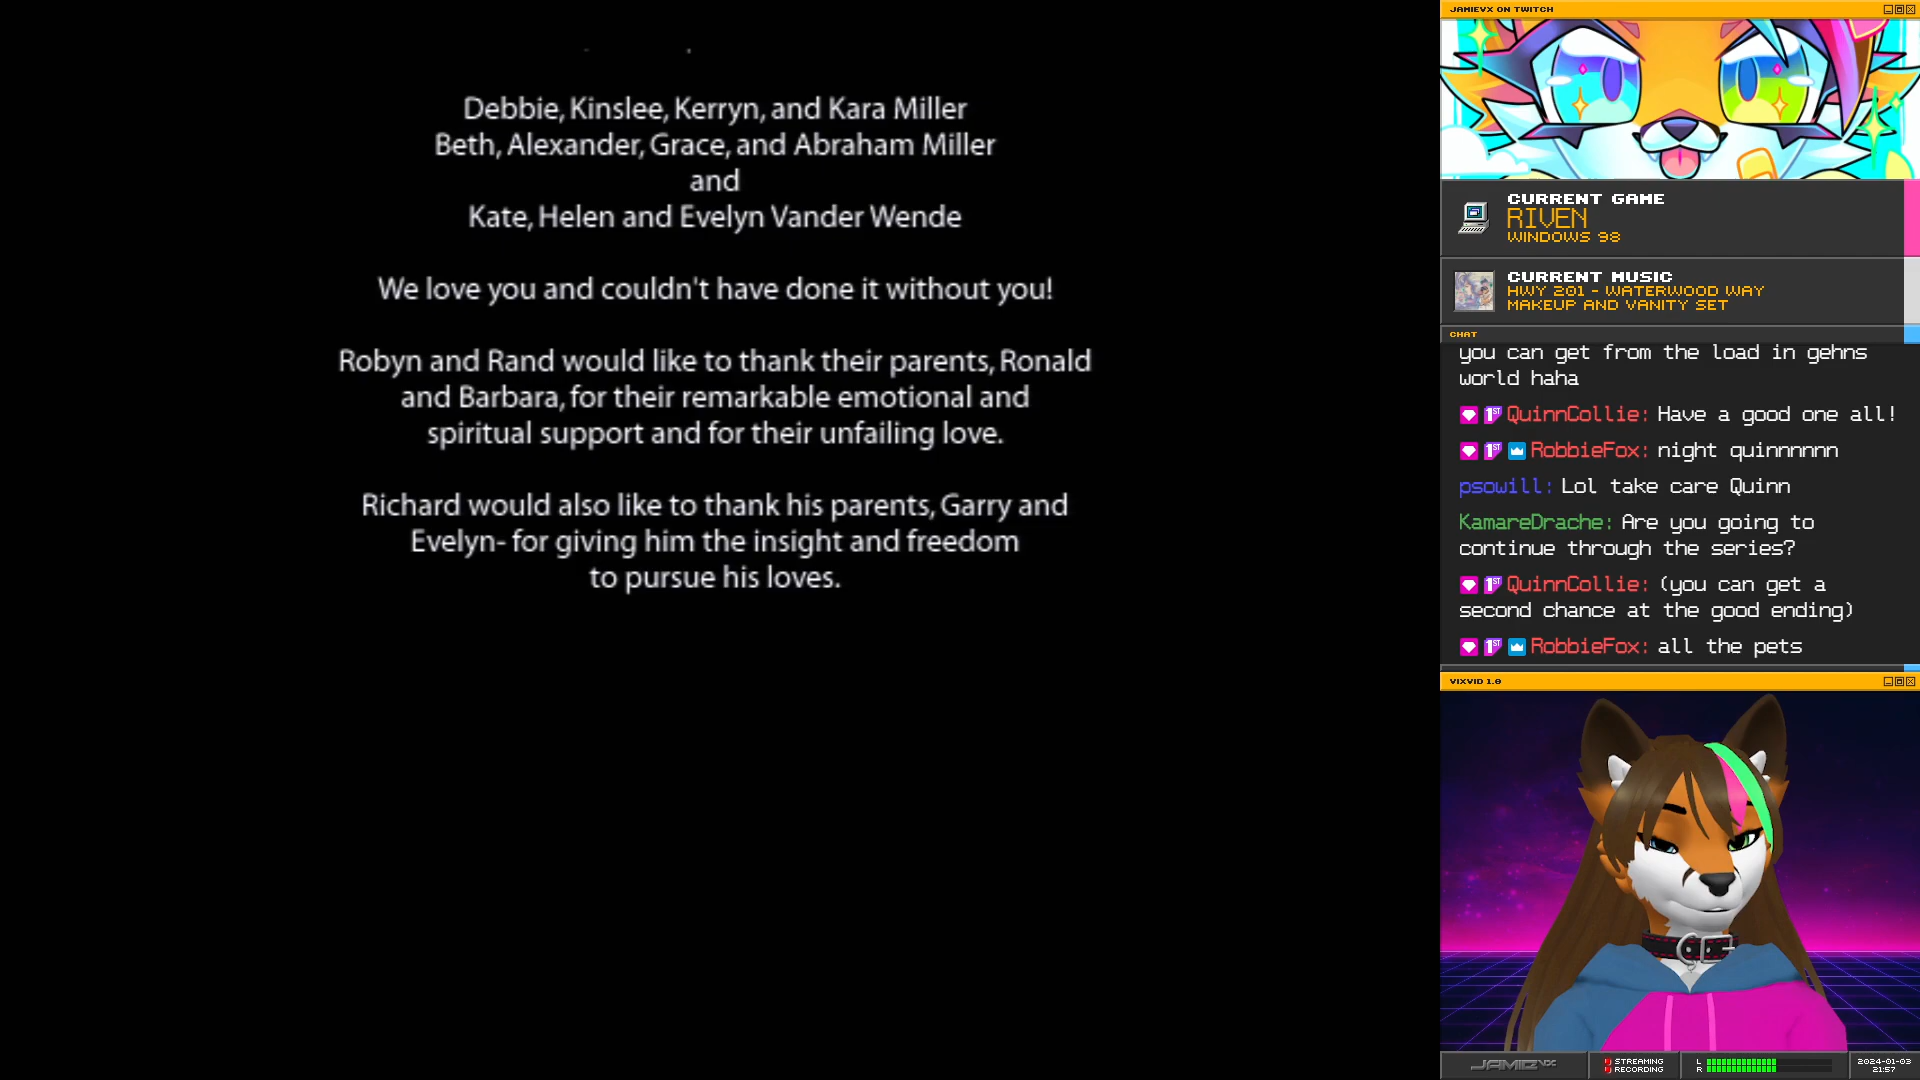 Debbie, Kinslee, Kerryn, and Kara Miller
Beth, Alexander, Grace, and Abraham Miller
and
Kate, Helen and Evelyn Vander Wende
We love you and couldn't have done it without you!
Robyn and Rand would like to thank their parents, Ronald
and Barbara, for their remarkable emotional and
spiritual support and for their unfailing love.
Richard would also like to thank his parents, Garry and
Evelyn- for giving him the insight and freedom
to pursue his loves.
JAMIEVX ON TWITCH
CURRENT GAME
RIVEN
WINDOWS 98
CURRENT MUSIC
HWY 201 - WATERWOOD WAY
MAKEUP AND VANITY SET
CHAT
you can get from the load in gehns
world haha
1ST QuinnCollie: Have a good one all!
1ST RobbieFox: night quinnnnnn
psowill: Lol take care Quinn
KamareDrache: Are you going to
continue through the series?
1ST QuinnCollie: (you can get a
second chance at the good ending)
1ST RobbieFox: all the pets
VIXVID 1.0
JAMIEVX
STREAMING
RECORDING
L
R
2024-01-03
21:57